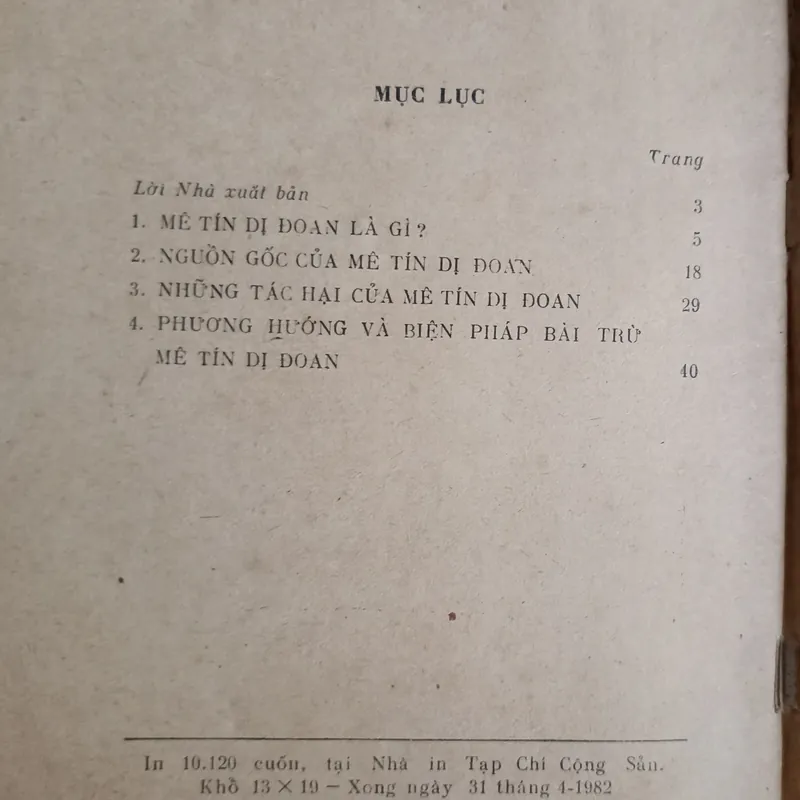 MỤC LỤC
Trang
Lời Nhà xuất bản 3
1. MÊ TÍN DỊ ĐOAN LÀ GÌ? 5
2. NGUỒN GỐC CỦA MÊ TÍN DỊ ĐOAN 18
3. NHỮNG TÁC HẠI CỦA MÊ TÍN DỊ ĐOAN 29
4. PHƯƠNG HƯỚNG VÀ BIỆN PHÁP BÀI TRỪ
MÊ TÍN DỊ ĐOAN 40
In 10.120 cuốn, tại Nhà in Tạp Chí Cộng Sản.
Khổ 13 × 19 – Xong ngày 31 tháng 4-1982